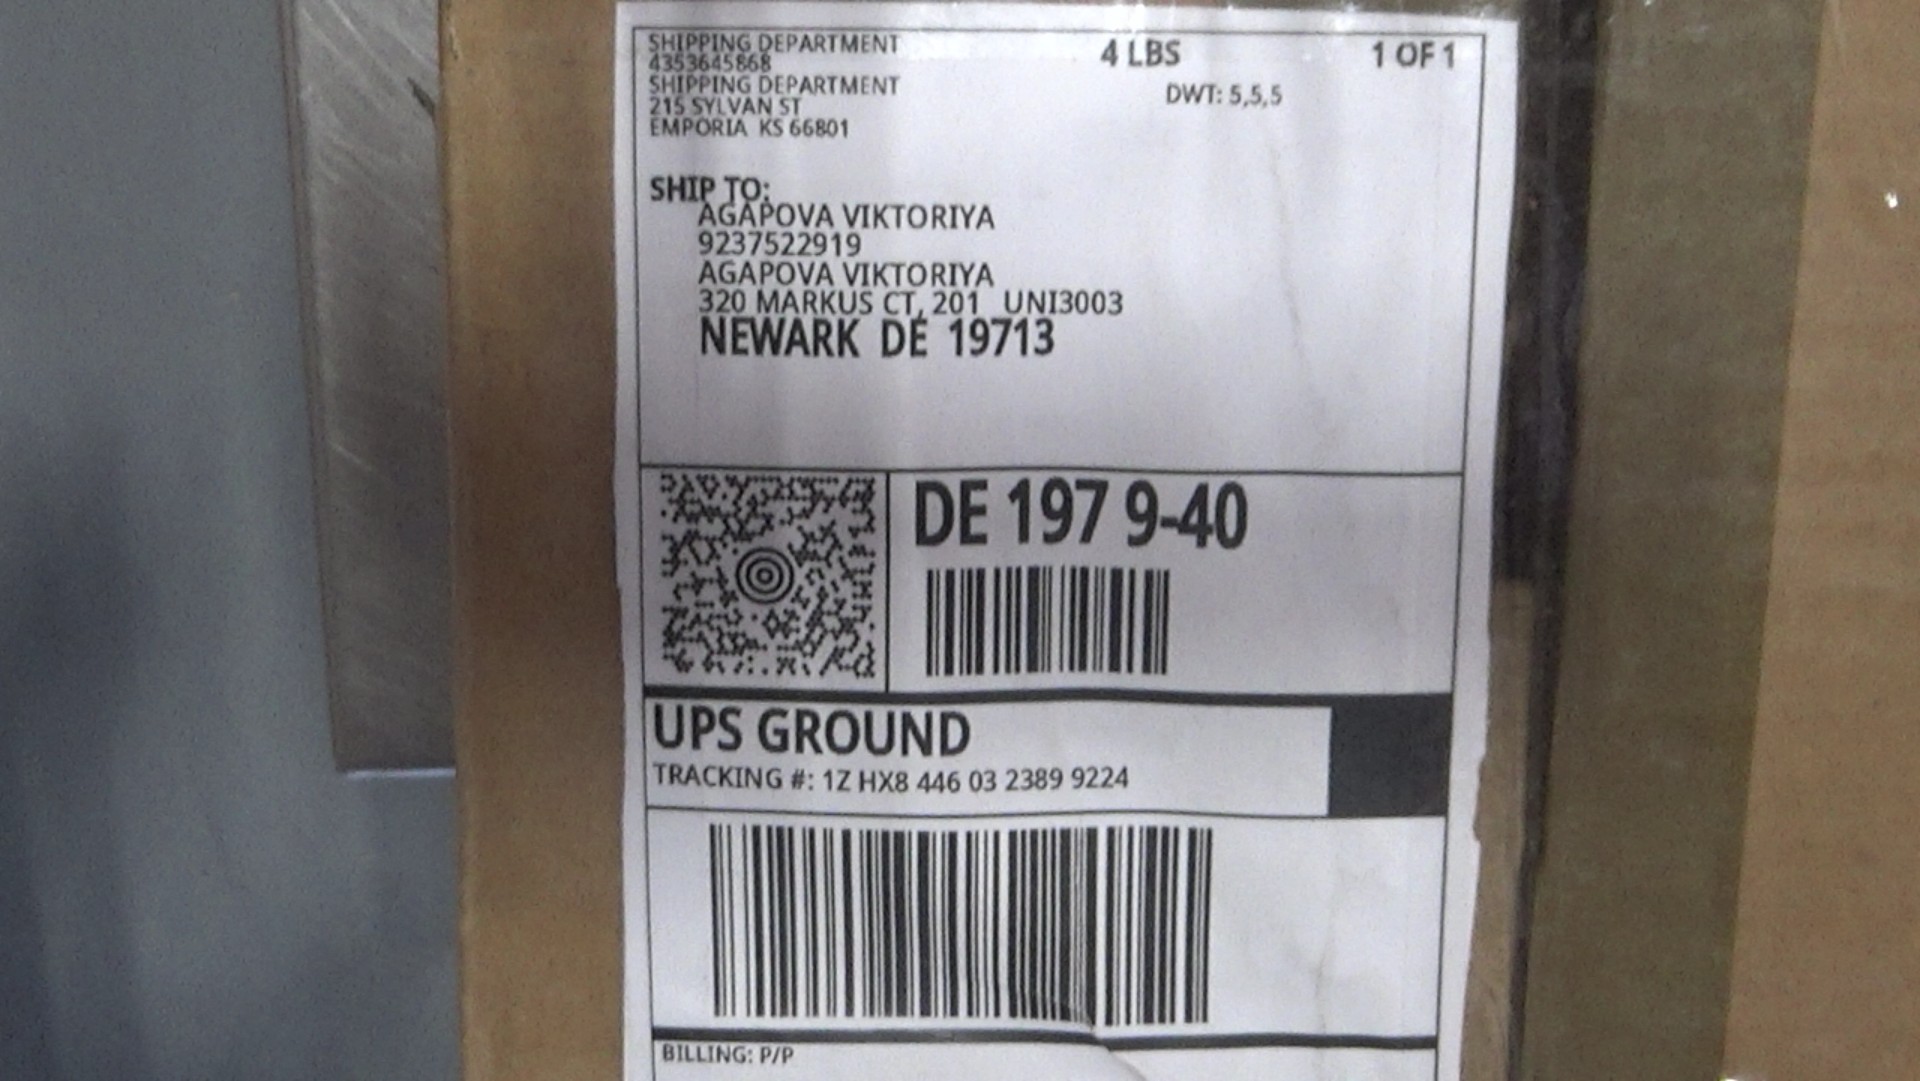 SHIPPING DEPARTMENT
4353645868
SHIPPING DEPARTMENT
215 SYLVAN ST
EMPORIA KS 66801
4 LBS
1 OF 1
DWT: 5,5,5
SHIP TO:
AGAPOVA VIKTORIYA
9237522919
AGAPOVA VIKTORIYA
320 MARKUS CT, 201 UNI3003
NEWARK DE 19713
DE 197 9-40
UPS GROUND
TRACKING #: 1Z HX8 446 03 2389 9224
BILLING: P/P